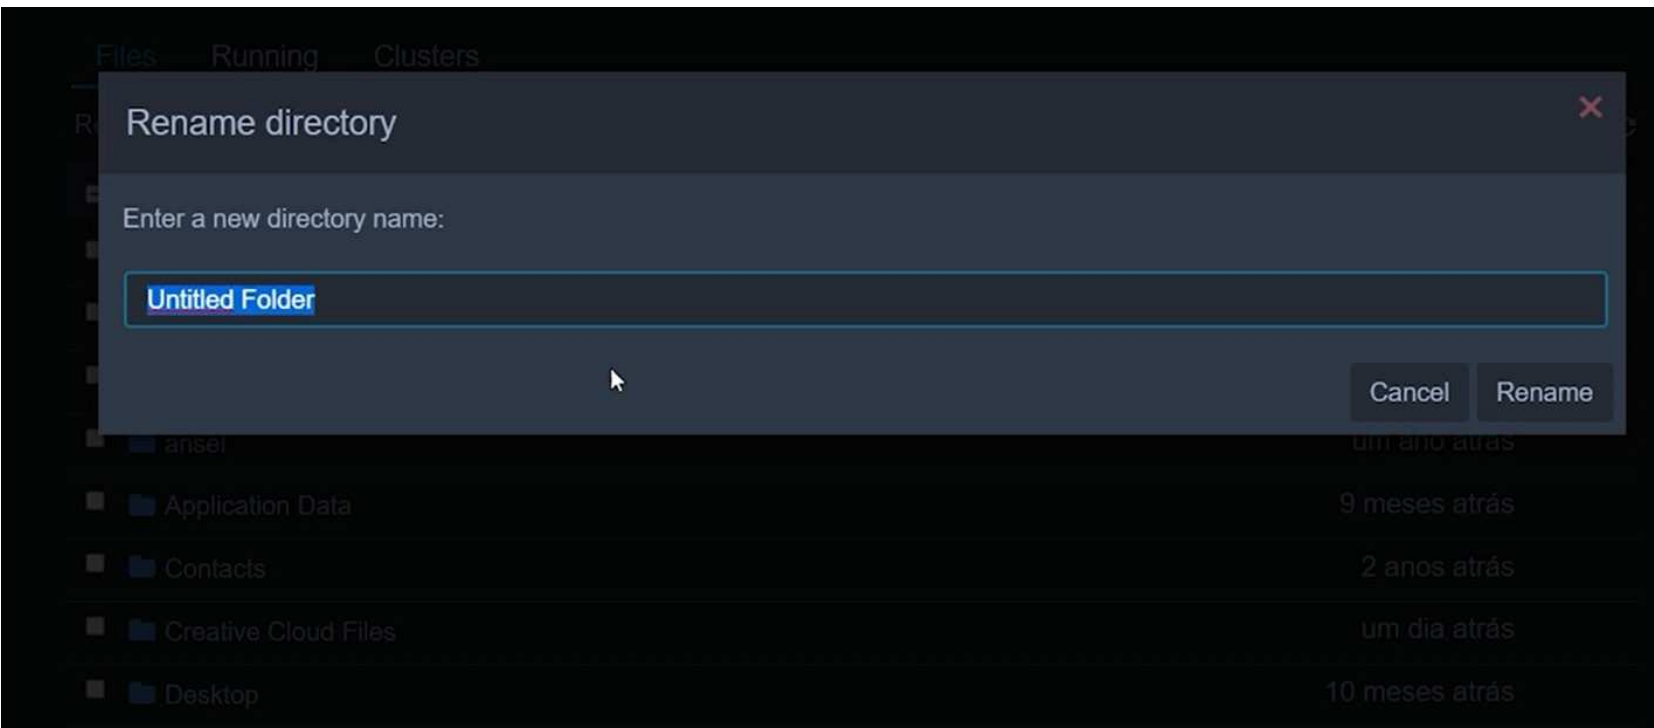 Files Running Clusters
Rename directory
Enter a new directory name:
Untitled Folder
Cancel Rename
ansel um ano atrás
Application Data 9 meses atrás
Contacts 2 anos atrás
Creative Cloud Files um dia atrás
Desktop 10 meses atrás